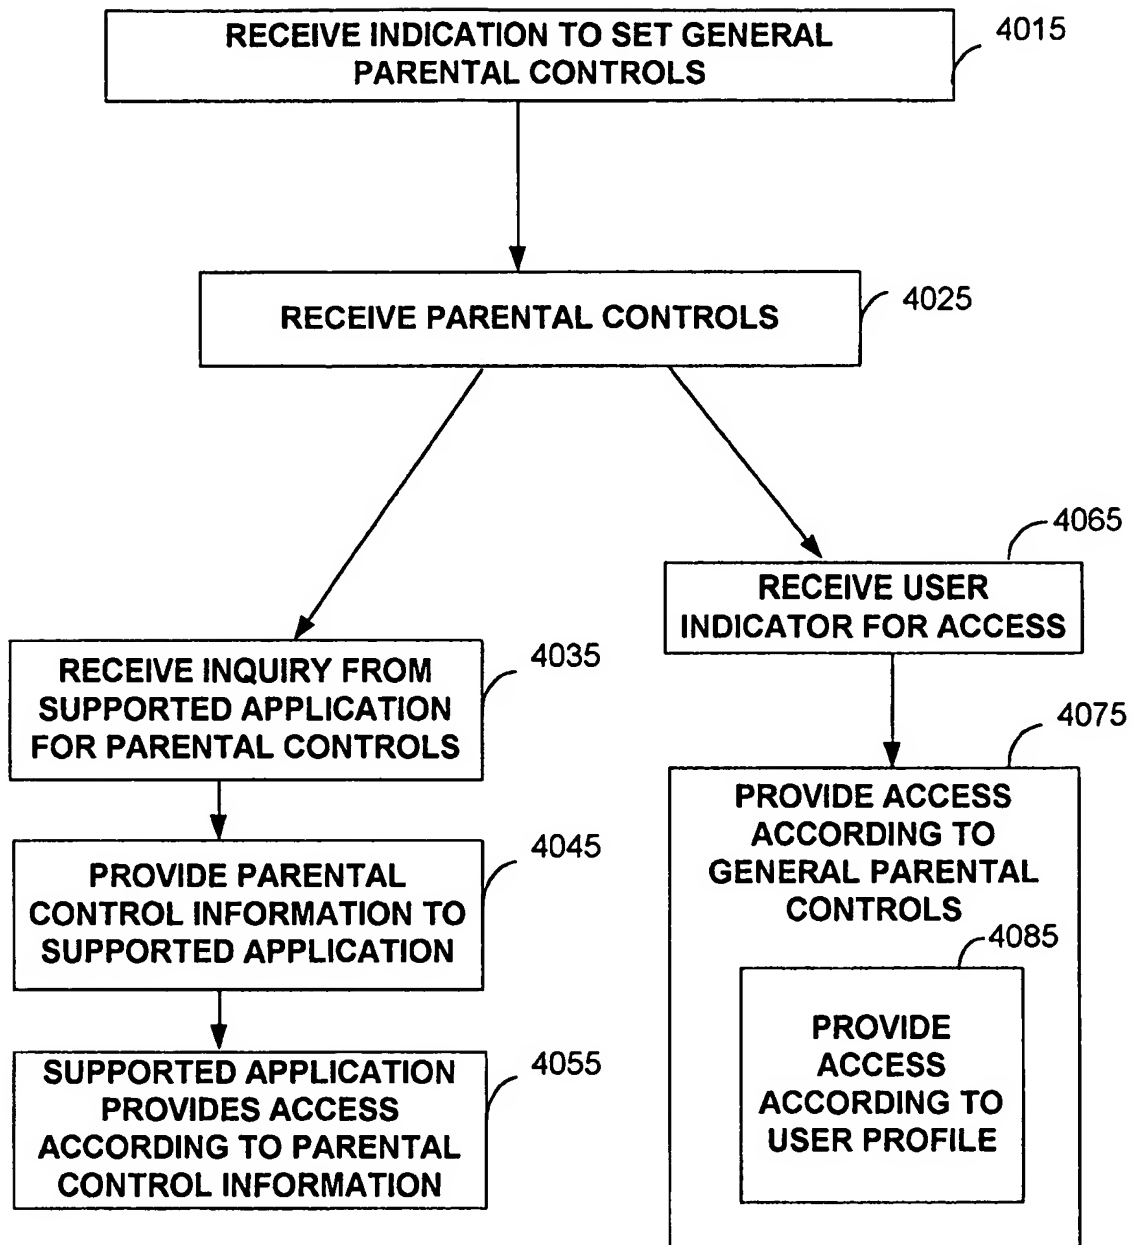 RECEIVE INDICATION TO SET GENERAL
PARENTAL CONTROLS
4015
RECEIVE PARENTAL CONTROLS
4025
RECEIVE INQUIRY FROM
SUPPORTED APPLICATION
FOR PARENTAL CONTROLS
4035
PROVIDE PARENTAL
CONTROL INFORMATION TO
SUPPORTED APPLICATION
4045
SUPPORTED APPLICATION
PROVIDES ACCESS
ACCORDING TO PARENTAL
CONTROL INFORMATION
4055
4065
RECEIVE USER
INDICATOR FOR ACCESS
4075
PROVIDE ACCESS
ACCORDING TO
GENERAL PARENTAL
CONTROLS
4085
PROVIDE
ACCESS
ACCORDING TO
USER PROFILE